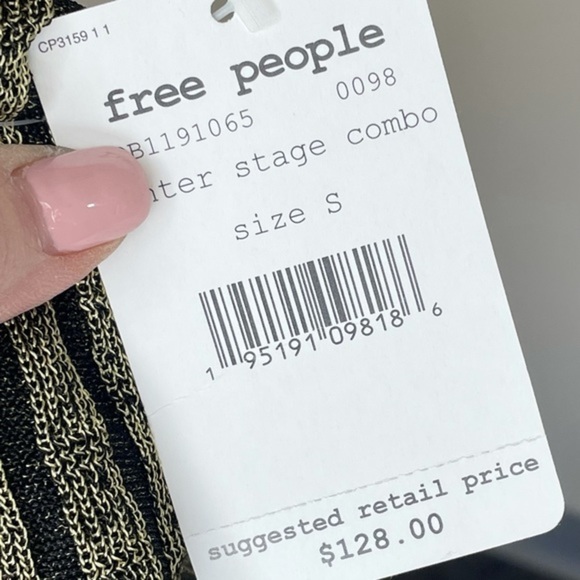 CP3159 1 1
free people
B1191065 0098
nter stage combo
size S
1 95191 09818 6
suggested retail price
$128.00